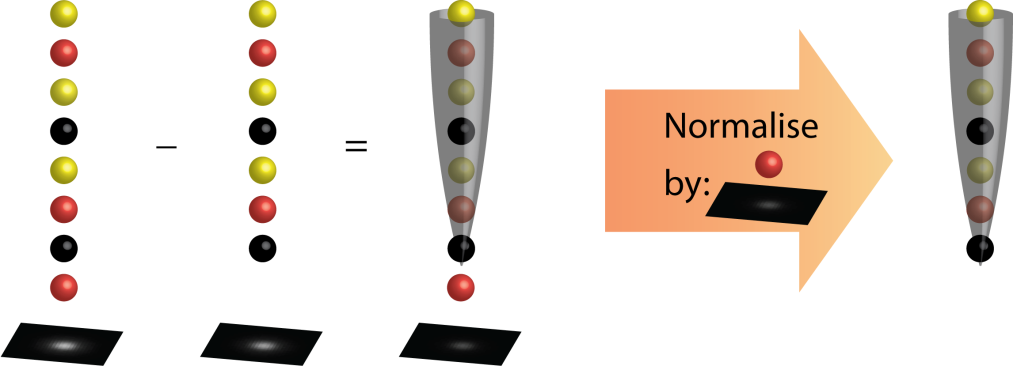 – =
Normalise
by: